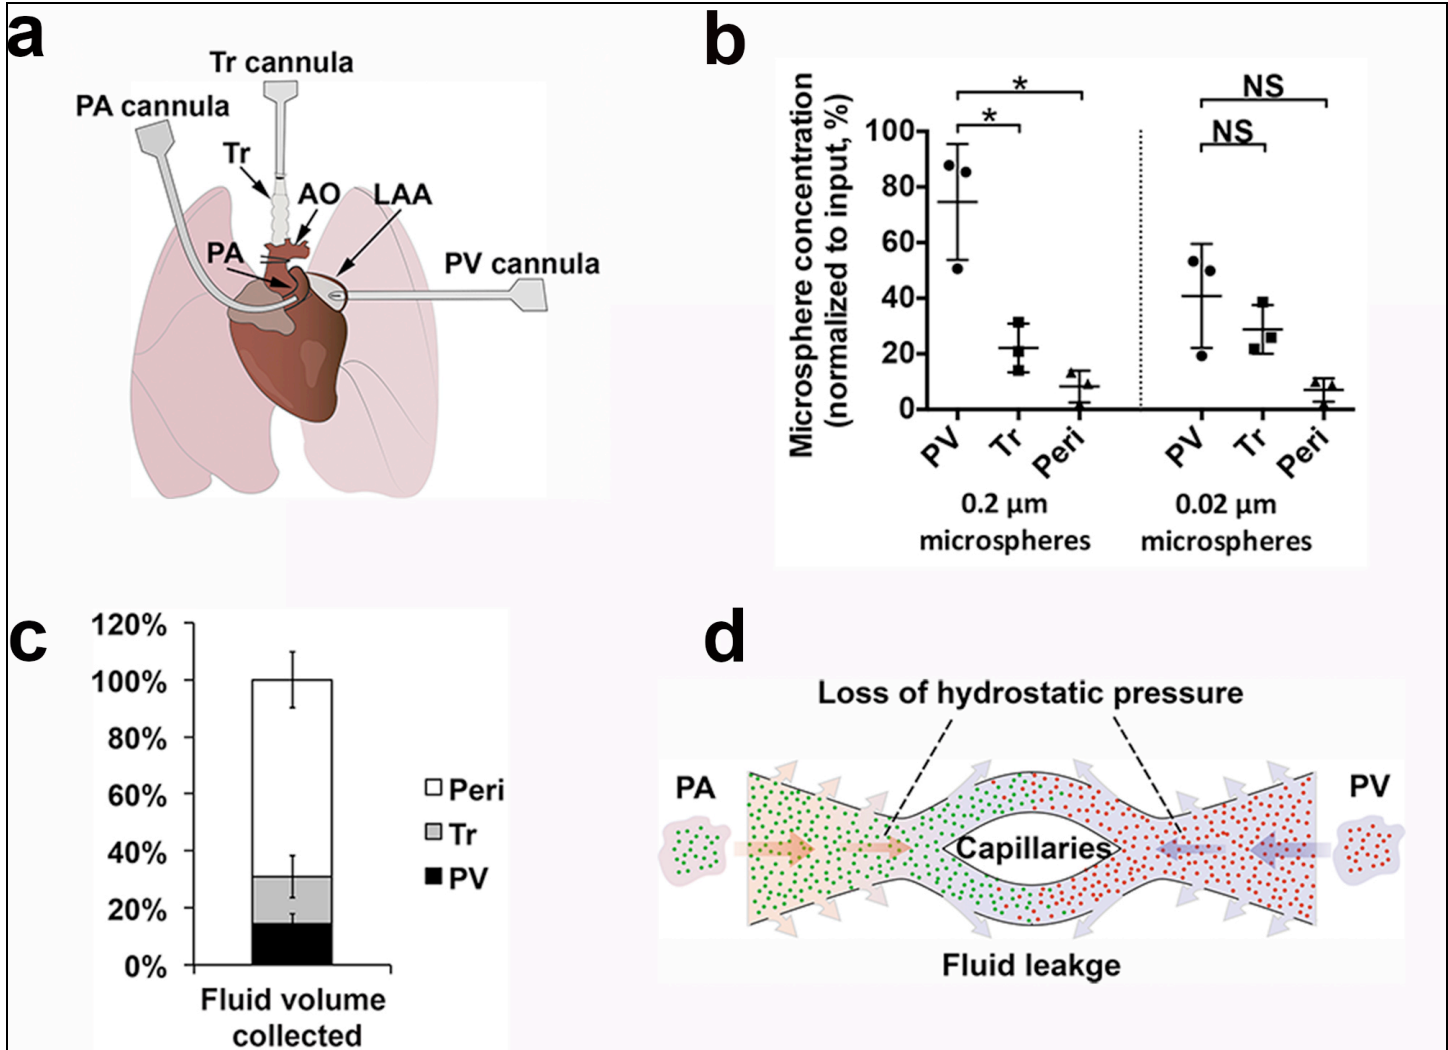 a
Tr cannula
PA cannula
Tr
AO
LAA
PA
PV cannula
b
Microsphere concentration
(normalized to input, %)
*
*
NS
NS
100
80
60
40
20
0
PV
Tr
Peri
PV
Tr
Peri
0.2 µm
microspheres
0.02 µm
microspheres
c
120%
100%
80%
60%
40%
20%
0%
Peri
Tr
PV
Fluid volume
collected
d
Loss of hydrostatic pressure
PA
PV
Capillaries
Fluid leakge